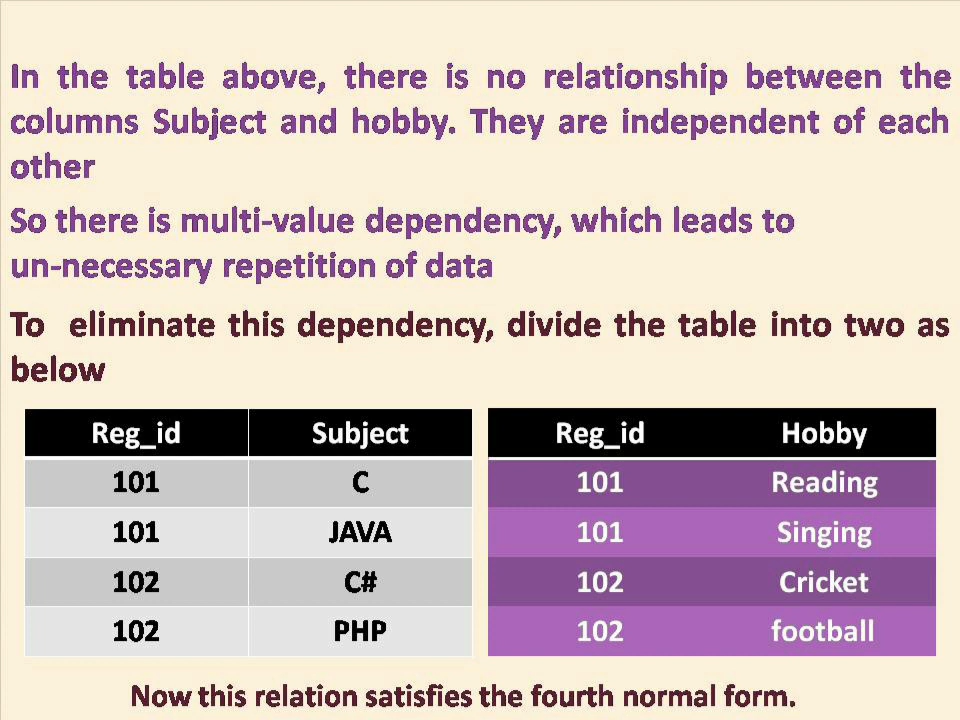 In the table above, there is no relationship between the
columns Subject and hobby. They are independent of each
other
So there is multi-value dependency, which leads to
un-necessary repetition of data
To eliminate this dependency, divide the table into two as
below
Reg_id Subject
101 C
101 JAVA
102 C#
102 PHP
Reg_id Hobby
101 Reading
101 Singing
102 Cricket
102 football
Now this relation satisfies the fourth normal form.